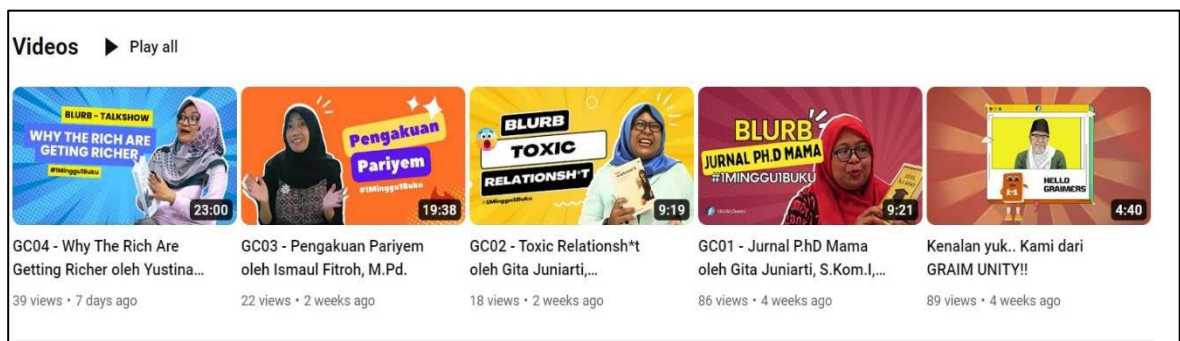 Videos ▶ Play all
BLURB - TALKSHOW
WHY THE RICH ARE
GETING RICHER
#1Minggu1Buku
23:00
Pengakuan
Pariyem
#1Minggu1Buku
19:38
BLURB
TOXIC
RELATIONSH*T
#1Minggu1Buku
9:19
BLURB
JURNAL PH.D MAMA
#1MINGGU1BUKU
9:21
HELLO
GRAIMERS
4:40
GC04 - Why The Rich Are
Getting Richer oleh Yustina...
39 views • 7 days ago
GC03 - Pengakuan Pariyem
oleh Ismaul Fitroh, M.Pd.
22 views • 2 weeks ago
GC02 - Toxic Relationsh*t
oleh Gita Juniarti,...
18 views • 2 weeks ago
GC01 - Jurnal P.hD Mama
oleh Gita Juniarti, S.Kom.I,...
86 views • 4 weeks ago
Kenalan yuk.. Kami dari
GRAIM UNITY!!
89 views • 4 weeks ago